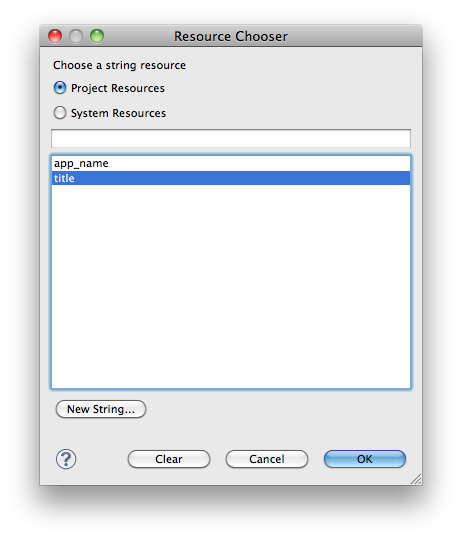 Resource Chooser
Choose a string resource
Project Resources
System Resources
app_name
title
New String...
?
Clear Cancel OK